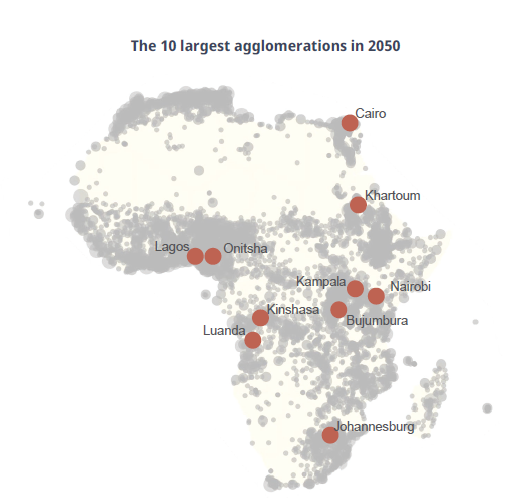 The 10 largest agglomerations in 2050
Cairo
Khartoum
Lagos
Onitsha
Kampala
Nairobi
Kinshasa
Bujumbura
Luanda
Johannesburg